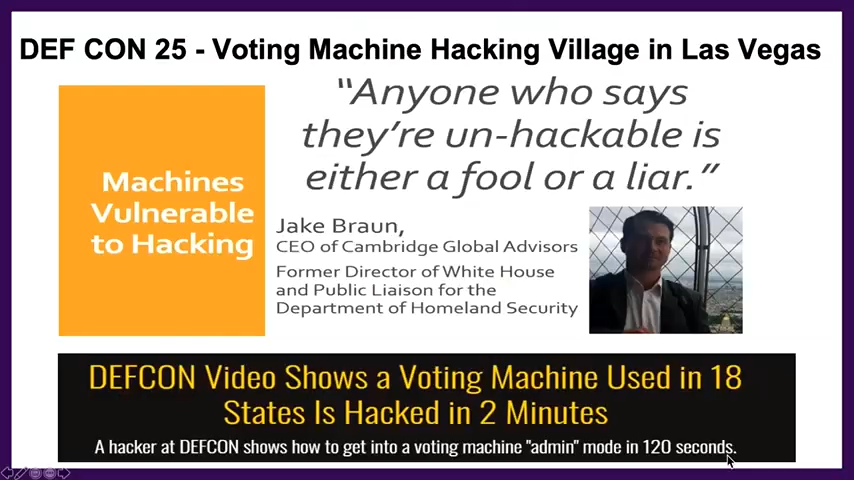 DEF CON 25 - Voting Machine Hacking Village in Las Vegas
Machines
Vulnerable
to Hacking
“Anyone who says
they’re un-hackable is
either a fool or a liar.”
Jake Braun,
CEO of Cambridge Global Advisors
Former Director of White House
and Public Liaison for the
Department of Homeland Security
DEFCON Video Shows a Voting Machine Used in 18
States Is Hacked in 2 Minutes
A hacker at DEFCON shows how to get into a voting machine "admin" mode in 120 seconds.